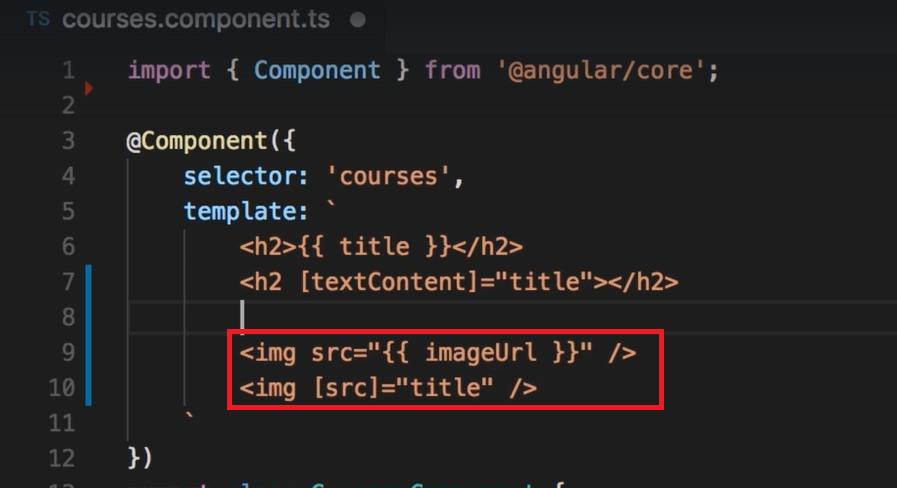 TS courses.component.ts
1 import { Component } from '@angular/core';
2
3 @Component({
4 selector: 'courses',
5 template: `
6 <h2>{{ title }}</h2>
7 <h2 [textContent]="title"></h2>
8
9 <img src="{{ imageUrl }}" />
10 <img [src]="title" />
11 `
12 })